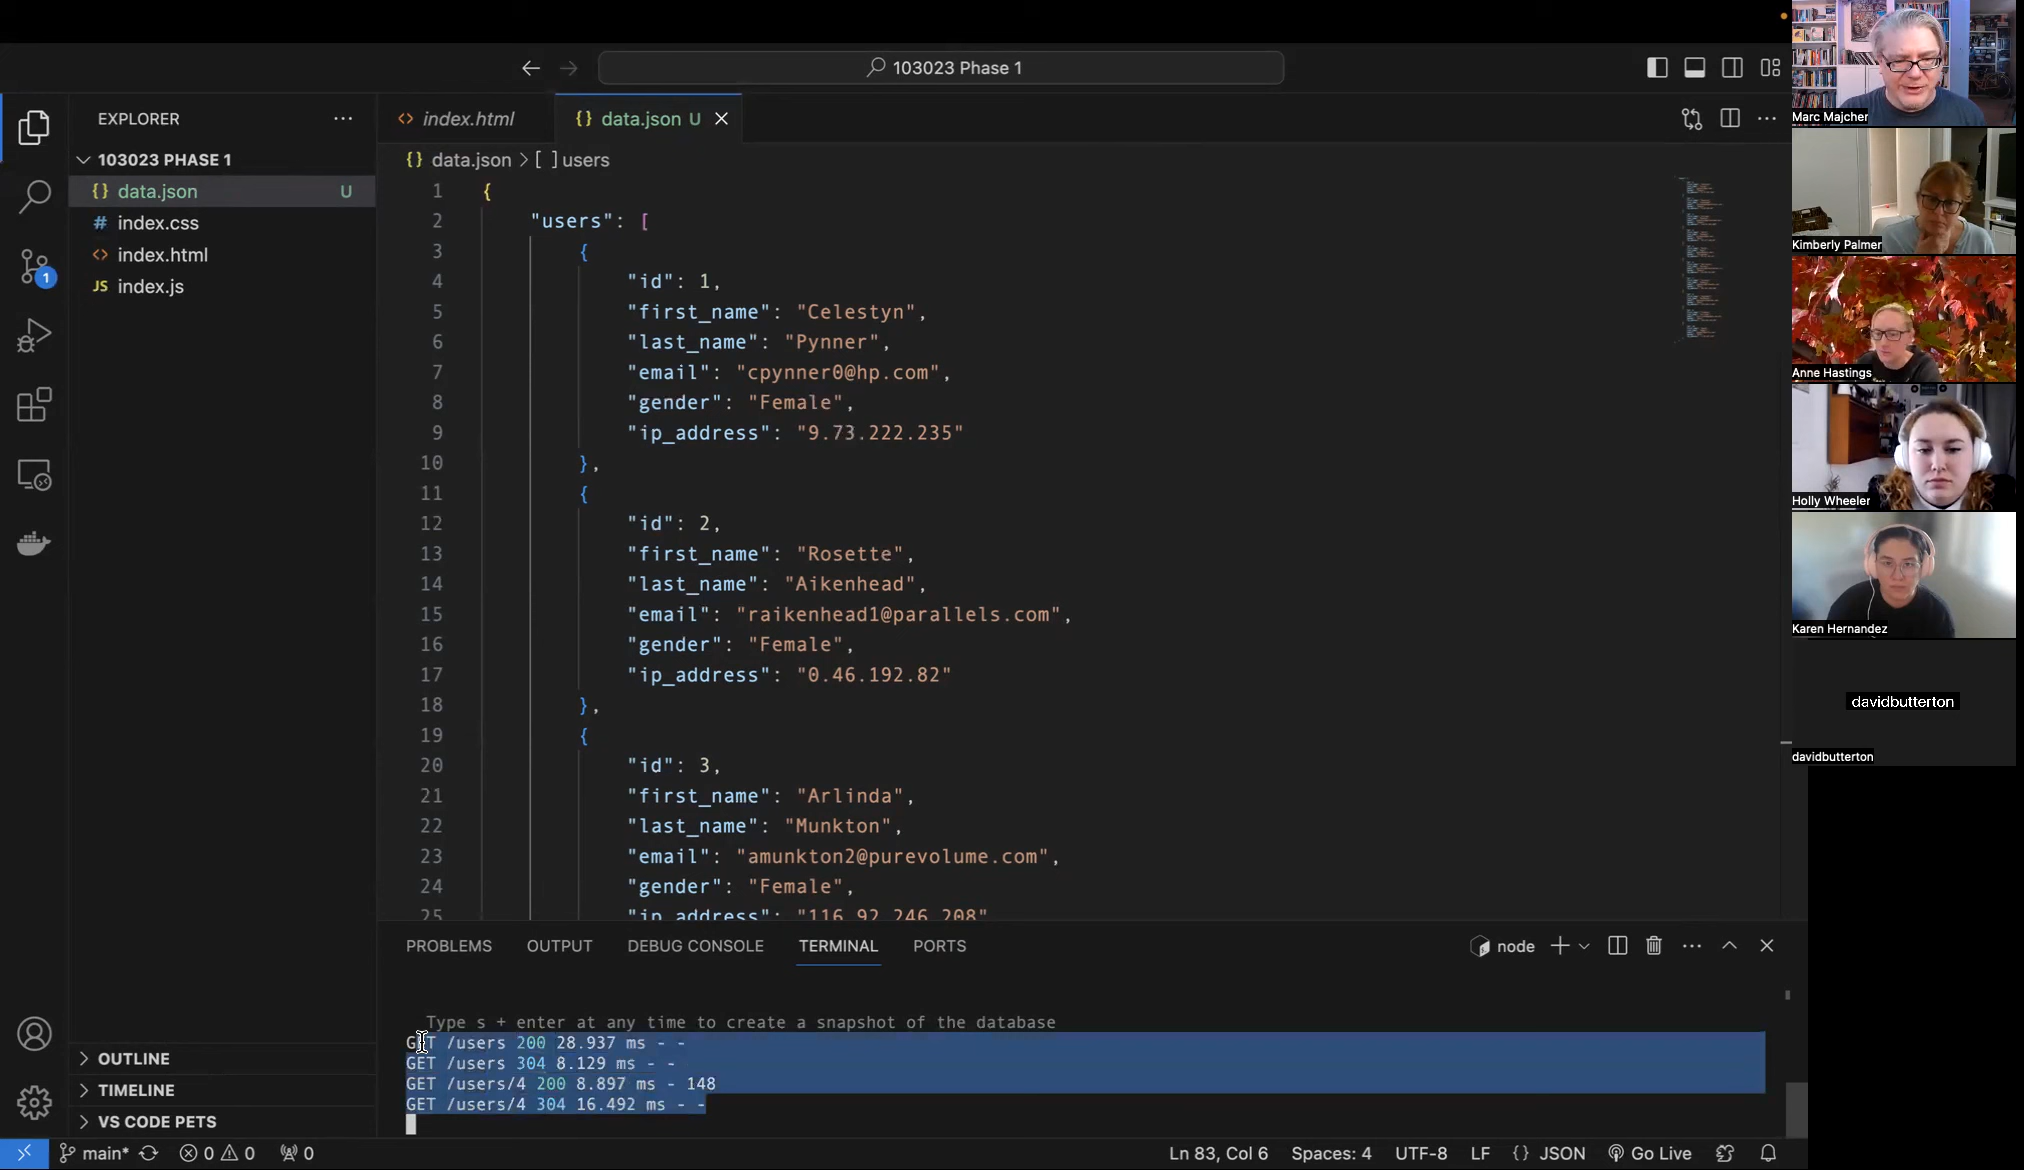 103023 Phase 1
EXPLORER
103023 PHASE 1
data.json U
index.css
index.html
index.js
OUTLINE
TIMELINE
VS CODE PETS
index.html
data.json U
data.json > [ ] users
1 {
2 "users": [
3 {
4 "id": 1,
5 "first_name": "Celestyn",
6 "last_name": "Pynner",
7 "email": "cpynner0@hp.com",
8 "gender": "Female",
9 "ip_address": "9.73.222.235"
10 },
11 {
12 "id": 2,
13 "first_name": "Rosette",
14 "last_name": "Aikenhead",
15 "email": "raikenhead1@parallels.com",
16 "gender": "Female",
17 "ip_address": "0.46.192.82"
18 },
19 {
20 "id": 3,
21 "first_name": "Arlinda",
22 "last_name": "Munkton",
23 "email": "amunkton2@purevolume.com",
24 "gender": "Female",
25 "ip_address": "116.92.246.208"
PROBLEMS OUTPUT DEBUG CONSOLE TERMINAL PORTS
node
Type s + enter at any time to create a snapshot of the database
GET /users 200 28.937 ms - -
GET /users 304 8.129 ms - -
GET /users/4 200 8.897 ms - 148
GET /users/4 304 16.492 ms - -
main* 0 0 0 Ln 83, Col 6 Spaces: 4 UTF-8 LF {} JSON Go Live
1
Marc Majcher
Kimberly Palmer
Anne Hastings
Holly Wheeler
Karen Hernandez
davidbutterton
davidbutterton